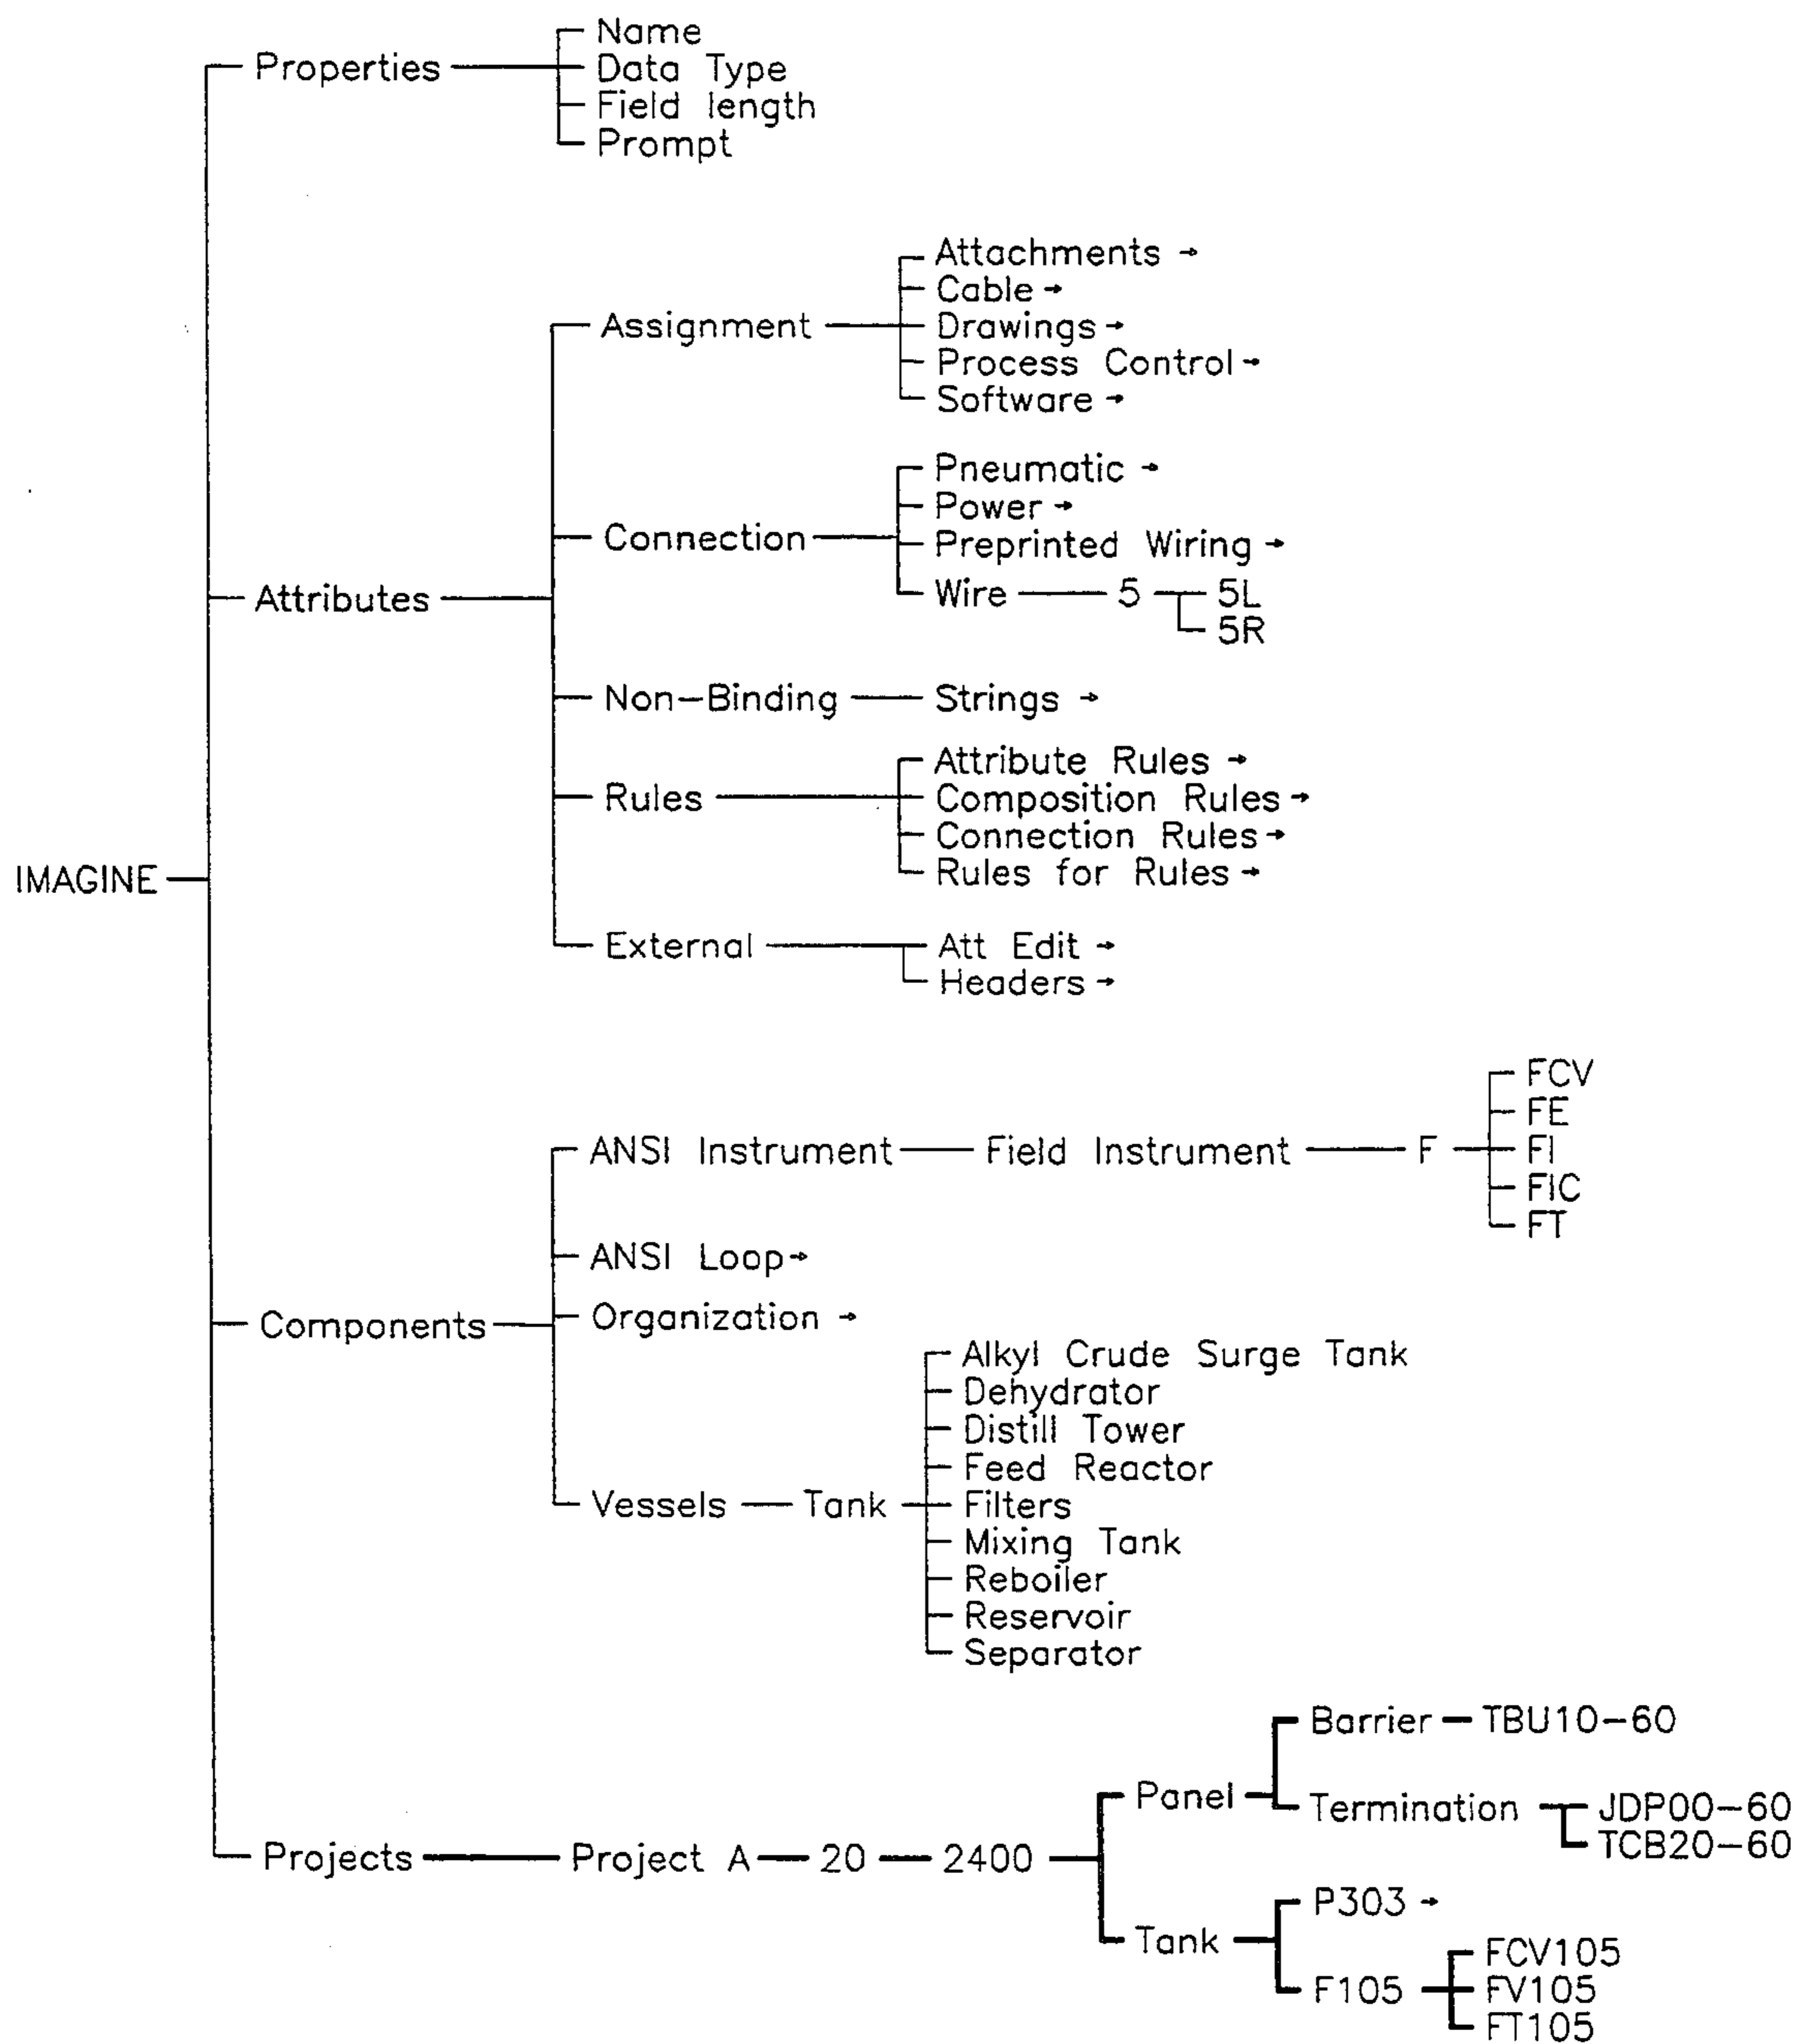 Name
Properties
Data Type
Field length
Prompt
Attachments
Cable
Assignment
Drawings
Process Control
Software
Pneumatic
Power
Connection
Preprinted Wiring
Attributes
Wire 5 5L
5R
Non-Binding Strings
Attribute Rules
Rules Composition Rules
Connection Rules
IMAGINE
Rules for Rules
External Att Edit
Headers
FCV
FE
ANSI Instrument Field Instrument F FI
FIC
FT
ANSI Loop
Organization
Components
Alkyl Crude Surge Tank
Dehydrator
Distill Tower
Feed Reactor
Vessels Tank Filters
Mixing Tank
Reboiler
Reservoir
Separator
Barrier TBU10-60
Panel
Termination JDP00-60
TCB20-60
Projects Project A 20 2400
P303
Tank
FCV105
F105 FV105
FT105